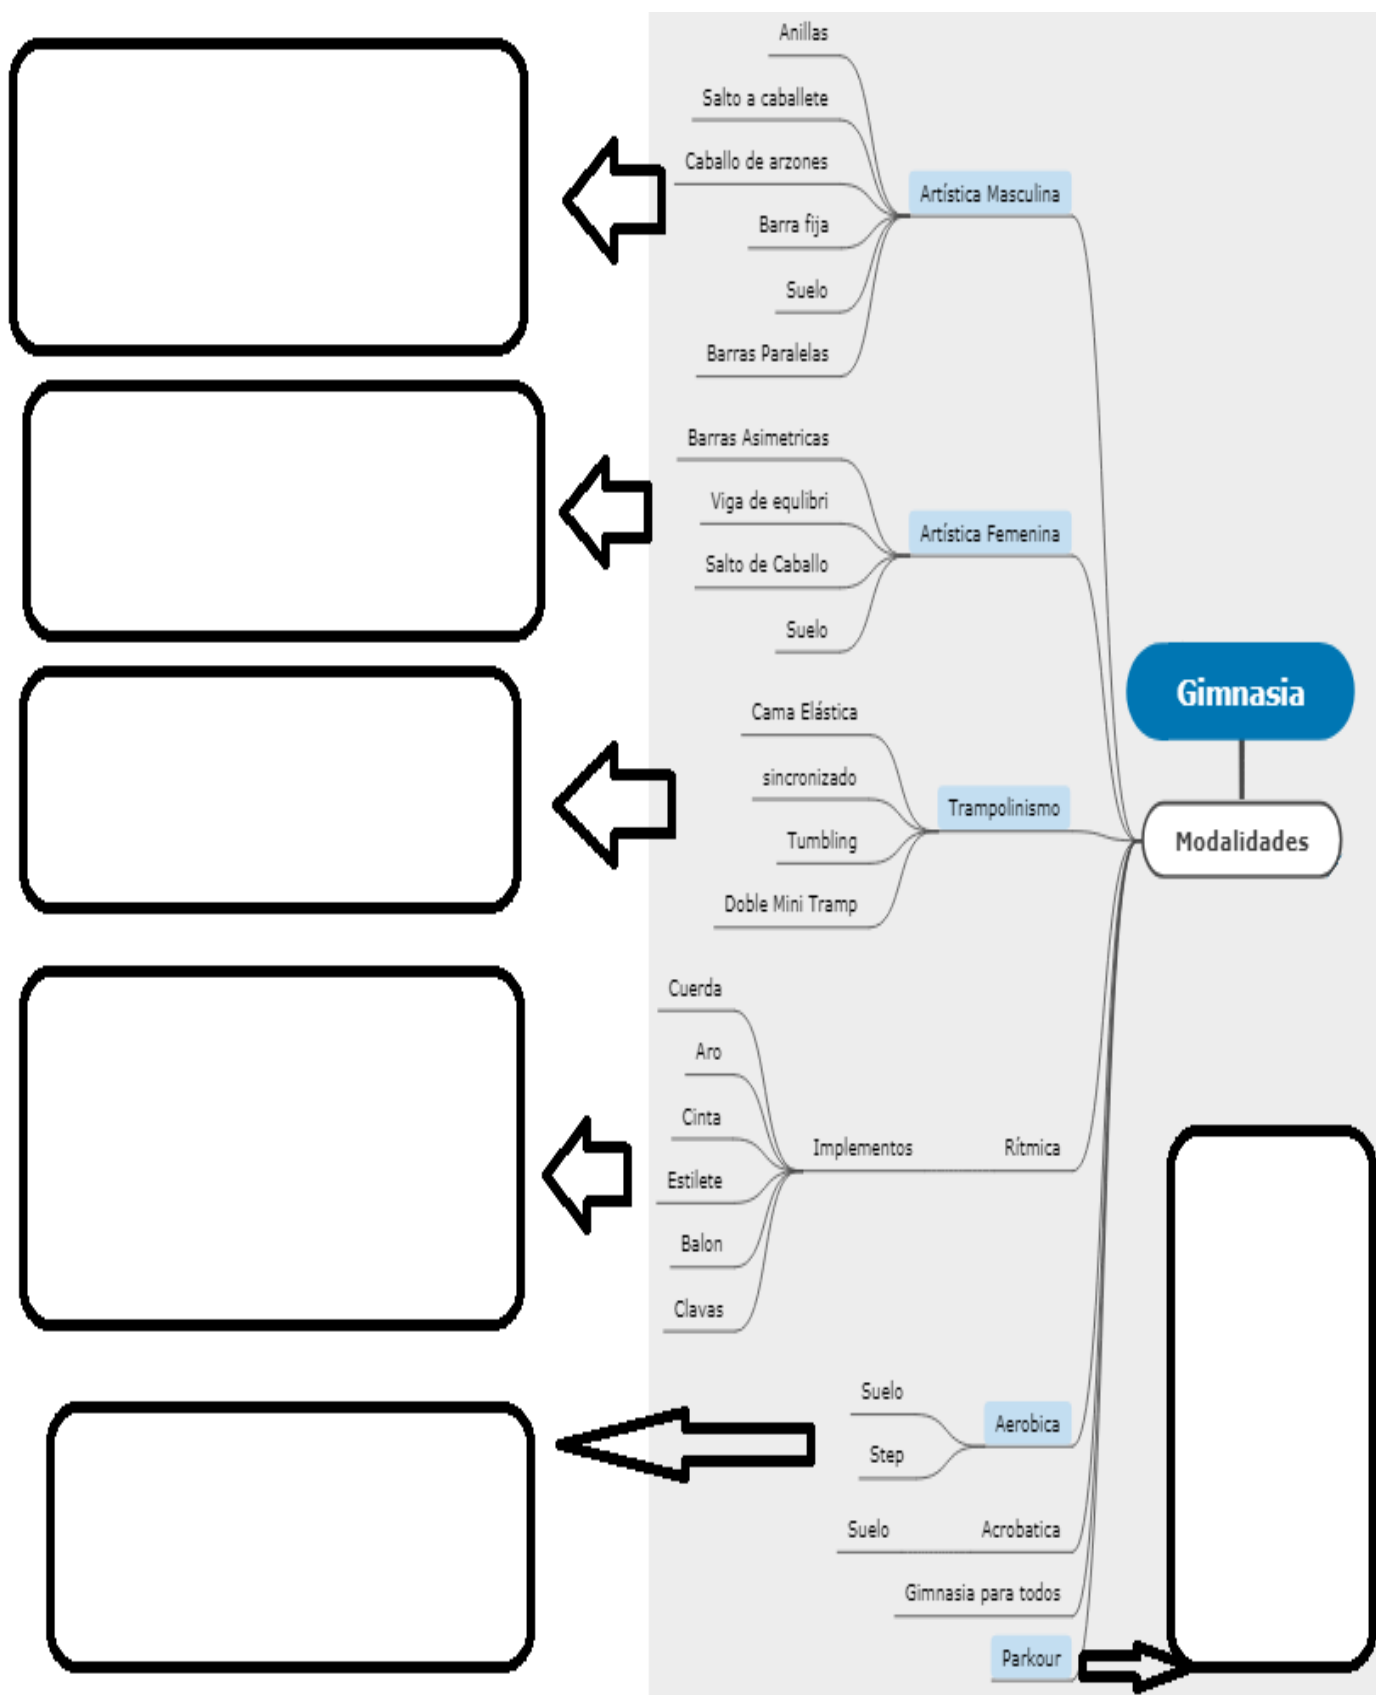 Anillas
Salto a caballete
Caballo de arzones
Artística Masculina
Barra fija
Suelo
Barras Paralelas
Barras Asimetricas
Viga de equlibri
Artística Femenina
Salto de Caballo
Suelo
Gimnasia
Cama Elástica
sincronizado
Trampolinismo
Tumbling
Modalidades
Doble Mini Tramp
Cuerda
Aro
Cinta
Implementos
Rítmica
Estilete
Balon
Clavas
Suelo
Aerobica
Step
Suelo
Acrobatica
Gimnasia para todos
Parkour